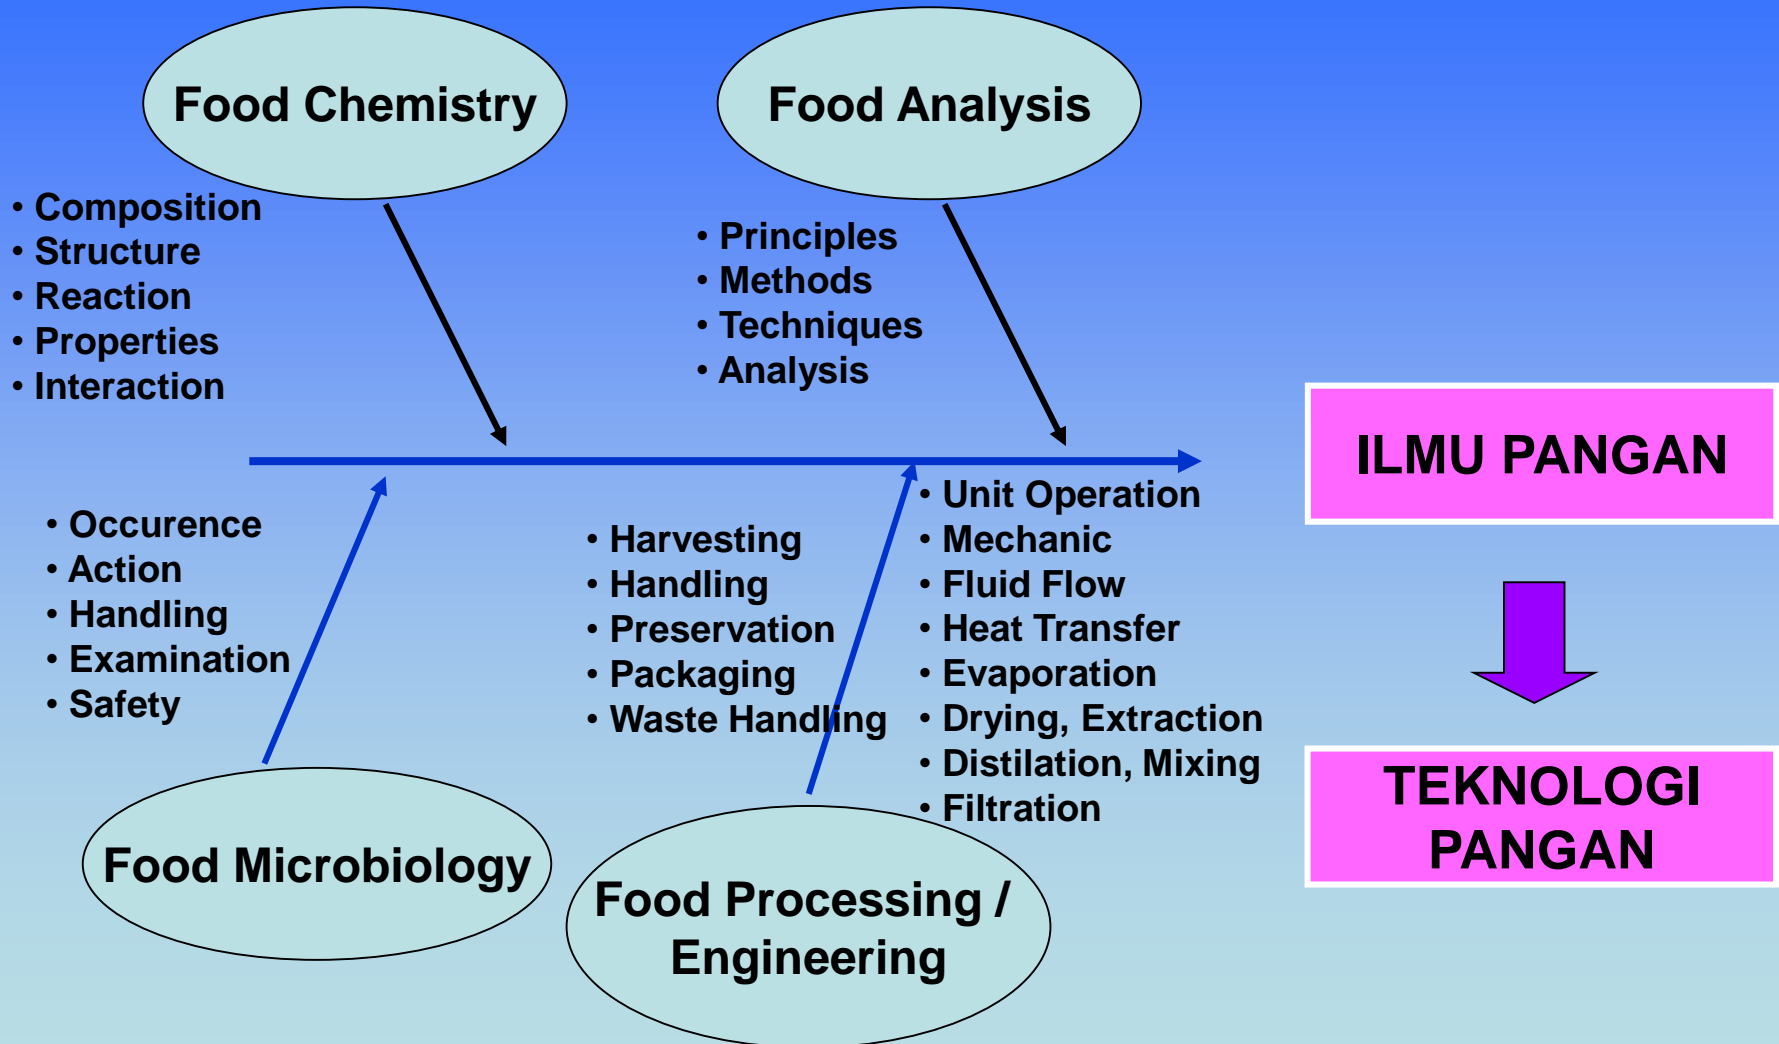 Food Chemistry
• Composition
• Structure
• Reaction
• Properties
• Interaction
Food Analysis
• Principles
• Methods
• Techniques
• Analysis
• Occurence
• Action
• Handling
• Examination
• Safety
Food Microbiology
• Harvesting
• Handling
• Preservation
• Packaging
• Waste Handling
• Unit Operation
• Mechanic
• Fluid Flow
• Heat Transfer
• Evaporation
• Drying, Extraction
• Distilation, Mixing
• Filtration
Food Processing /
Engineering
ILMU PANGAN
TEKNOLOGI
PANGAN